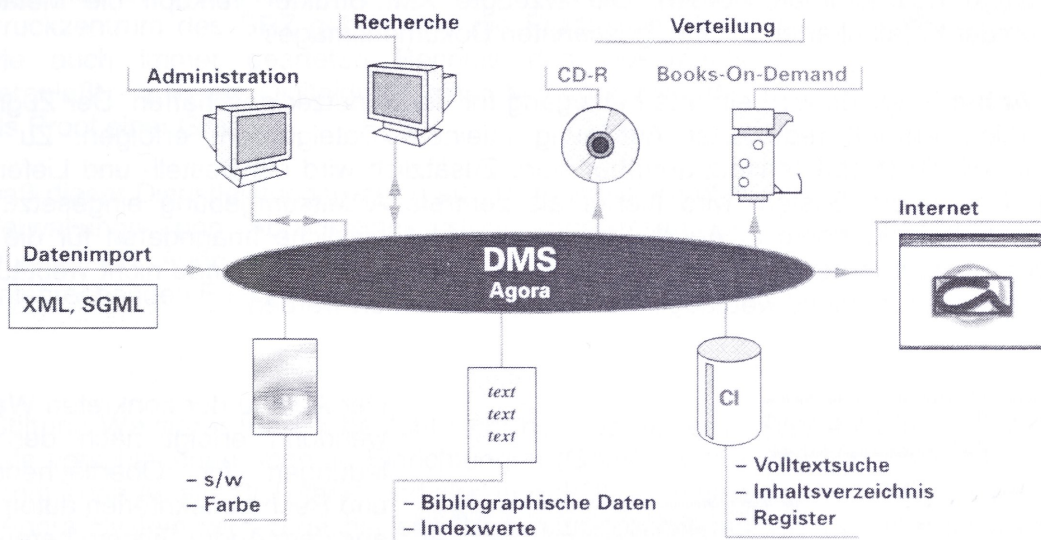 Recherche
Verteilung
Administration
CD-R
Books-On-Demand
Internet
Datenimport
DMS
Agora
XML, SGML
text
text
text
CI
- s/w
- Farbe
- Bibliographische Daten
- Indexwerte
- Volltextsuche
- Inhaltsverzeichnis
- Register